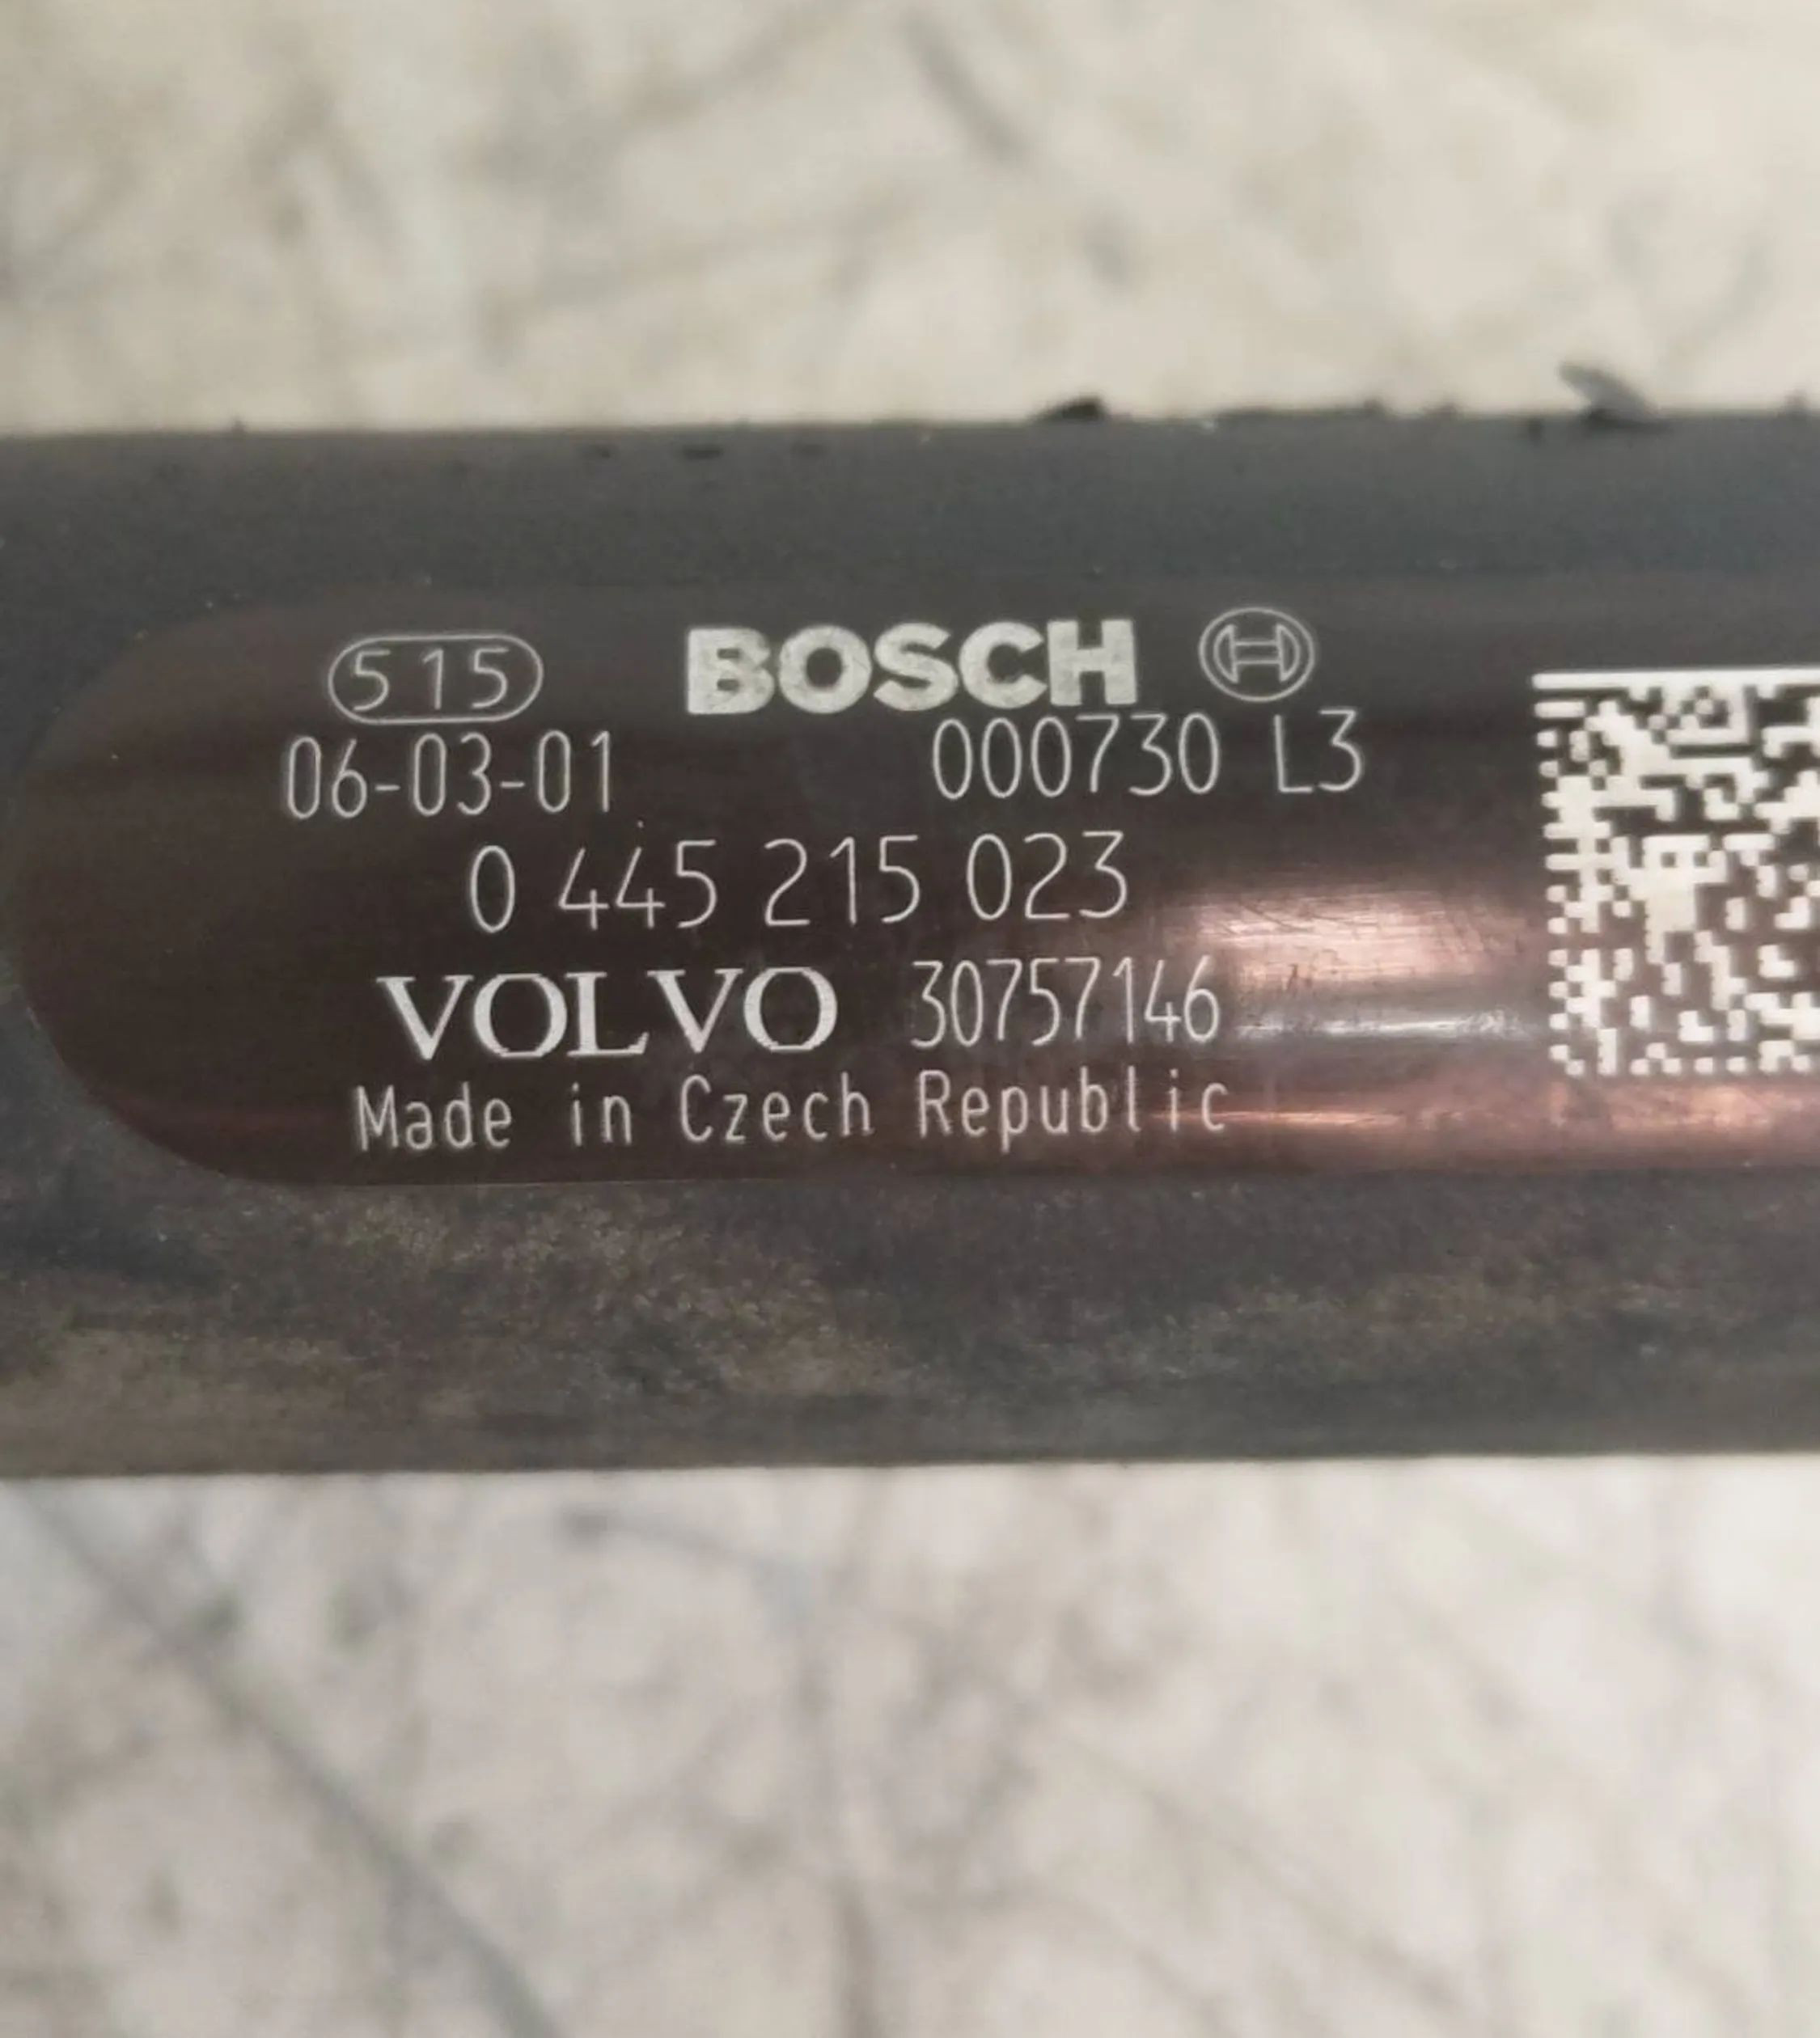 515 BOSCH
06-03-01 000730 L3
0 445 215 023
VOLVO 30757146
Made in Czech Republic